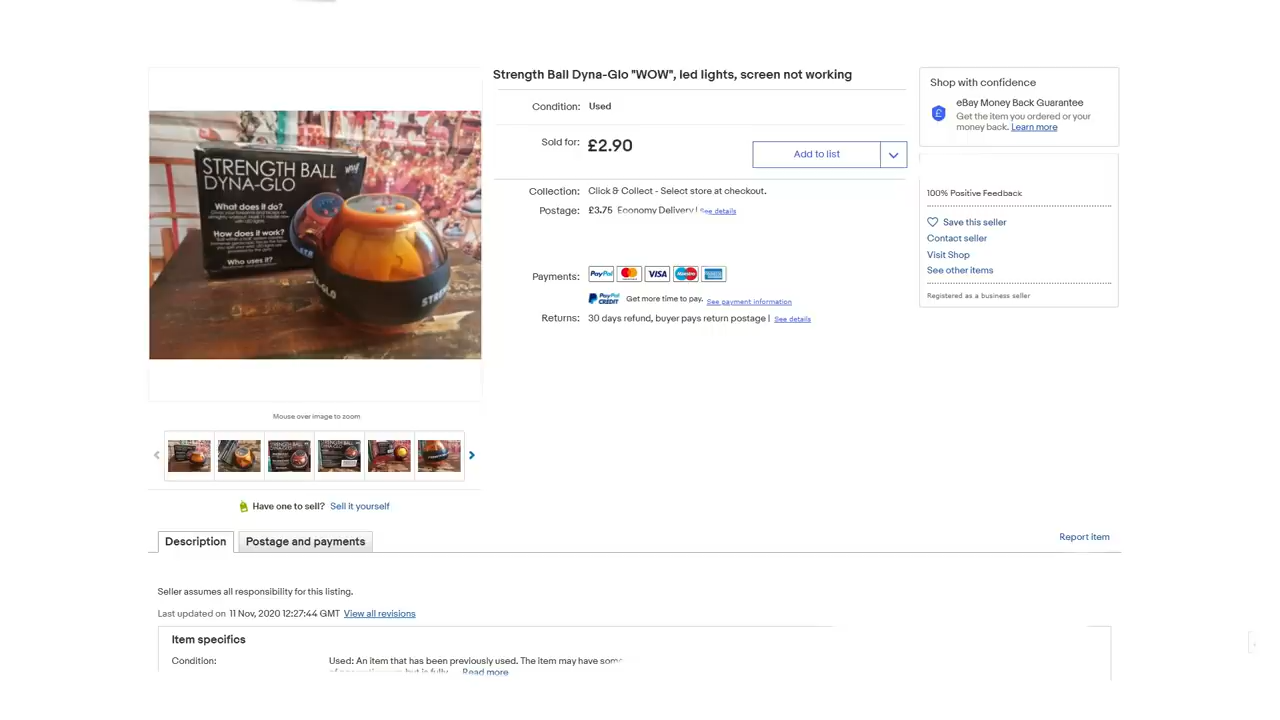 Strength Ball Dyna-Glo "WOW", led lights, screen not working
Condition: Used
Sold for: £2.90
Add to list
Collection: Click & Collect - Select store at checkout.
Postage: £3.75 Economy Delivery | See details
Payments: PayPal VISA Maestro
PayPal CREDIT Get more time to pay. See payment information
Returns: 30 days refund, buyer pays return postage | See details
Shop with confidence
eBay Money Back Guarantee
Get the item you ordered or your
money back. Learn more
100% Positive Feedback
Save this seller
Contact seller
Visit Shop
See other items
Registered as a business seller
STRENGTH BALL
DYNA-GLO
What does it do?
How does it work?
Who uses it?
Mouse over image to zoom
Have one to sell? Sell it yourself
Description
Postage and payments
Report item
Seller assumes all responsibility for this listing.
Last updated on 11 Nov, 2020 12:27:44 GMT View all revisions
Item specifics
Condition: Used: An item that has been previously used. The item may have some
Read more